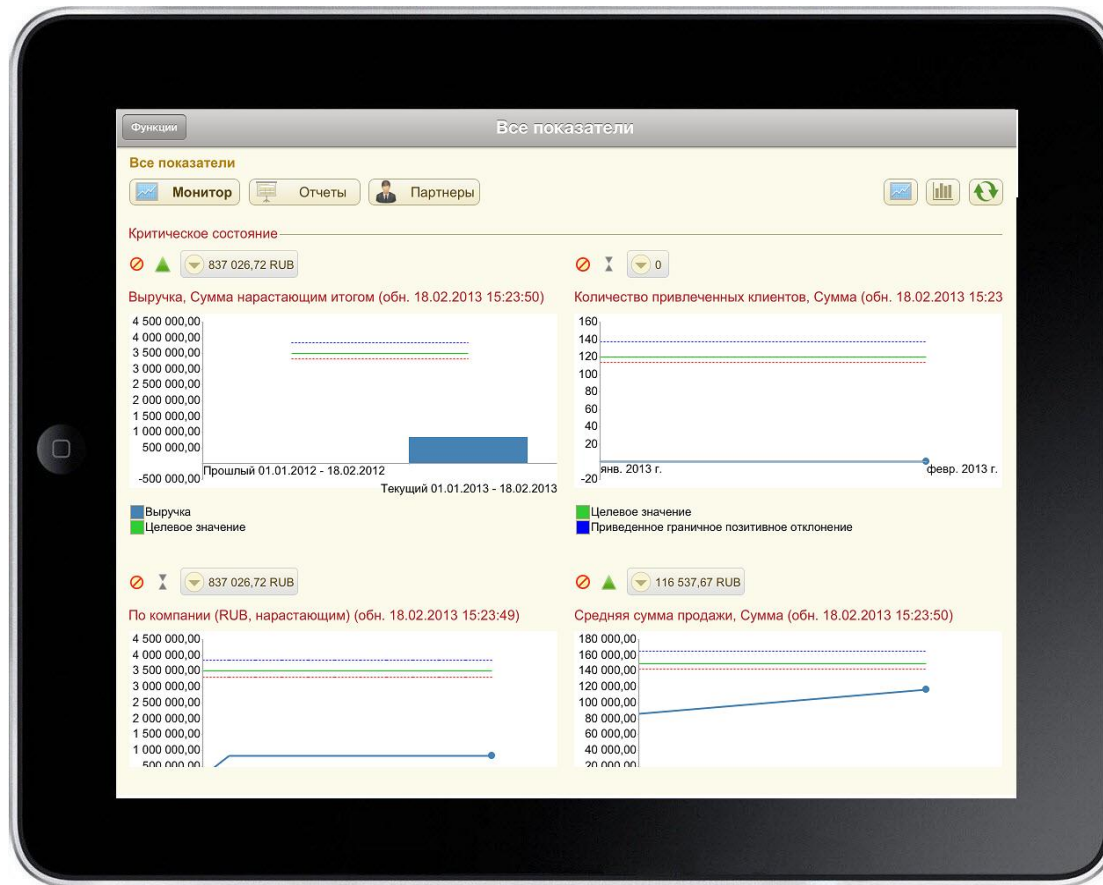 Функции
Все показатели
Все показатели
Монитор Отчеты Партнеры
Критическое состояние
837 026,72 RUB
Выручка, Сумма нарастающим итогом (обн. 18.02.2013 15:23:50)
4 500 000,00
4 000 000,00
3 500 000,00
3 000 000,00
2 500 000,00
2 000 000,00
1 500 000,00
1 000 000,00
500 000,00
-500 000,00
Прошлый 01.01.2012 - 18.02.2012
Текущий 01.01.2013 - 18.02.2013
Выручка
Целевое значение
0
Количество привлеченных клиентов, Сумма (обн. 18.02.2013 15:23
160
140
120
100
80
60
40
20
-20
янв. 2013 г.
февр. 2013 г.
Целевое значение
Приведенное граничное позитивное отклонение
837 026,72 RUB
По компании (RUB, нарастающим) (обн. 18.02.2013 15:23:49)
4 500 000,00
4 000 000,00
3 500 000,00
3 000 000,00
2 500 000,00
2 000 000,00
1 500 000,00
1 000 000,00
500 000,00
116 537,67 RUB
Средняя сумма продажи, Сумма (обн. 18.02.2013 15:23:50)
180 000,00
160 000,00
140 000,00
120 000,00
100 000,00
80 000,00
60 000,00
40 000,00
20 000,00